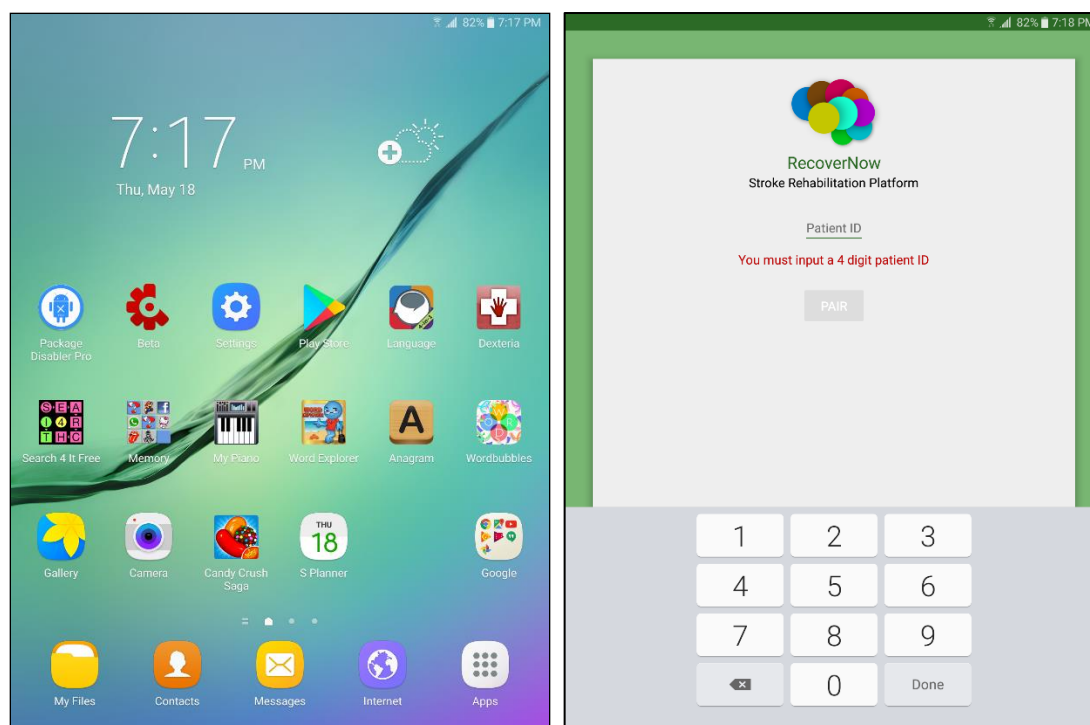 82% 7:17 PM
7:17 PM
Thu, May 18
Package Disabler Pro
Beta
Settings
Play Store
Language
Dexteria
S E A
I 4 R
T H C
Search 4 It Free
Memory
My Piano
WORD EXPLORER
Word Explorer
A
Anagram
W O R D
Wordbubbles
Gallery
Camera
Candy Crush Saga
THU
18
S Planner
Google
My Files
Contacts
Messages
Internet
Apps
82% 7:18 PM
RecoverNow
Stroke Rehabilitation Platform
Patient ID
You must input a 4 digit patient ID
PAIR
1 2 3
4 5 6
7 8 9
0 Done